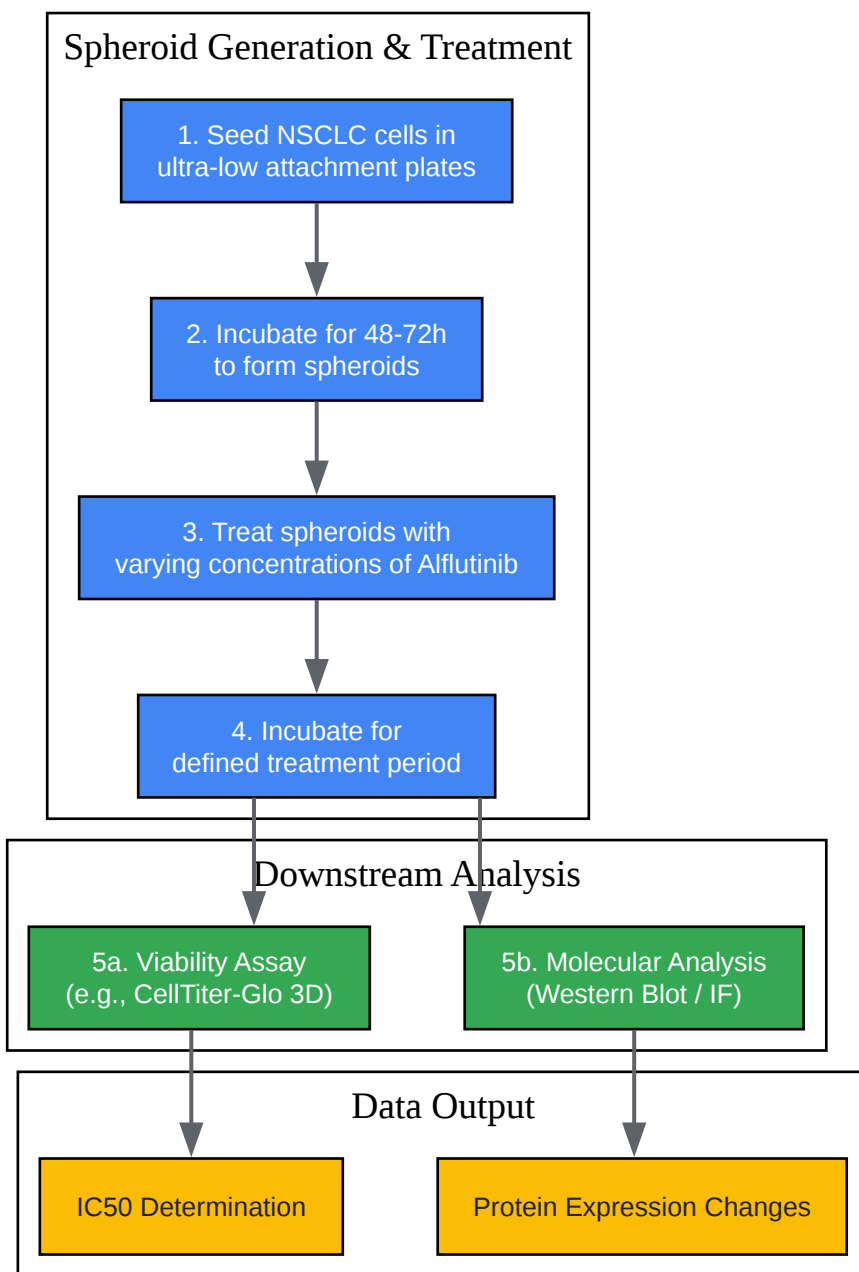 Spheroid Generation & Treatment
1. Seed NSCLC cells in
ultra-low attachment plates
2. Incubate for 48-72h
to form spheroids
3. Treat spheroids with
varying concentrations of Alflutinib
4. Incubate for
defined treatment period
Downstream Analysis
5a. Viability Assay
(e.g., CellTiter-Glo 3D)
5b. Molecular Analysis
(Western Blot / IF)
Data Output
IC50 Determination
Protein Expression Changes